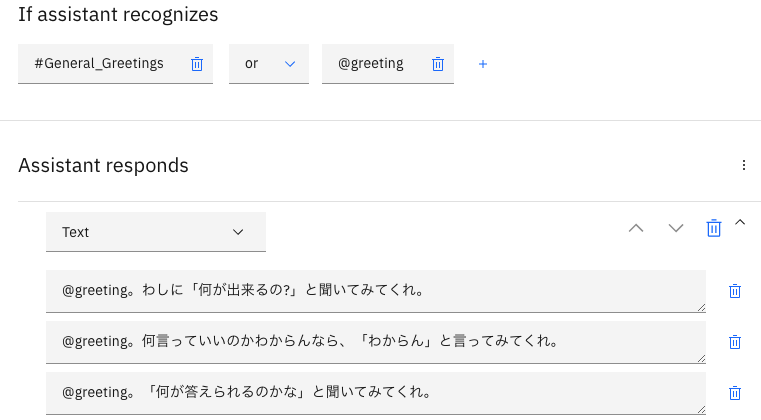 If assistant recognizes
#General_Greetings or @greeting +
Assistant responds
Text
@greeting。わしに「何が出来るの?」と聞いてみてくれ。
@greeting。何言っていいのかわからんなら、「わからん」と言ってみてくれ。
@greeting。「何が答えられるのかな」と聞いてみてくれ。